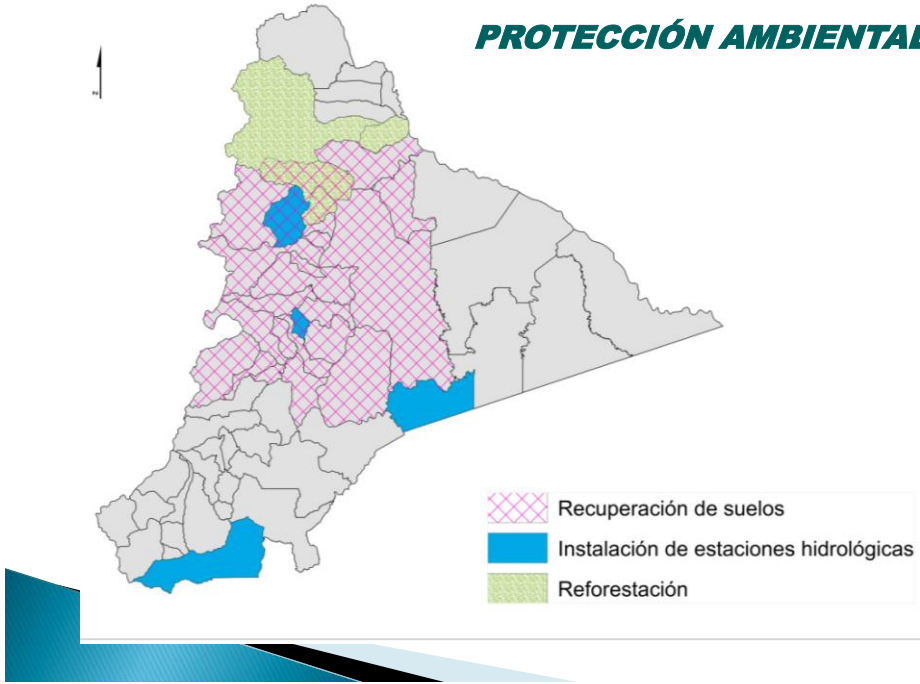 PROTECCIÓN AMBIENTAL
Z
Recuperación de suelos
Instalación de estaciones hidrológicas
Reforestación